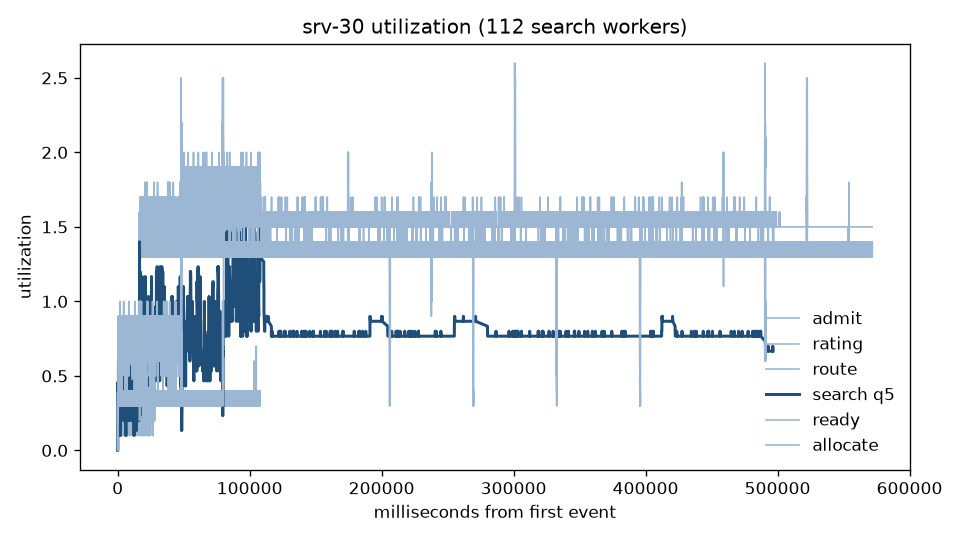 srv-30 utilization (112 search workers)
utilization
2.5
2.0
1.5
1.0
0.5
0.0
admit
rating
route
search q5
ready
allocate
0 100000 200000 300000 400000 500000 600000
milliseconds from first event